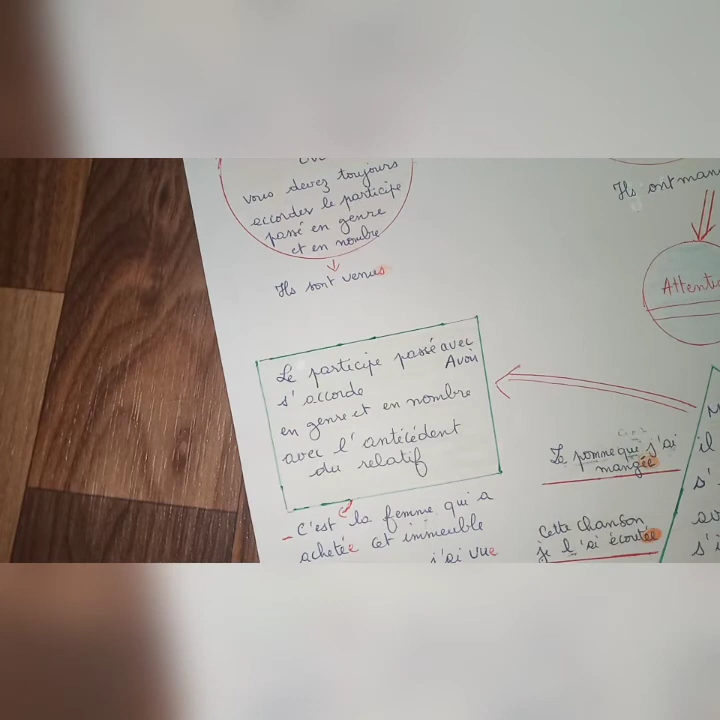 vous devez toujours
accorder le participe
passé en genre
et en nombre
Ils sont venus
Ils ont man
Attenti
Le participe passé avec
Avoir
s'accorde
en genre et en nombre
avec l'antécédent
du relatif
- C'est la femme qui a
achetée cet immeuble
j'ai vue
La pomme que j'ai
mangée
Cette chanson
je l'ai écoutée
il
s'